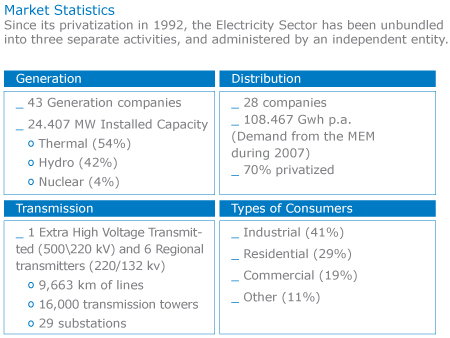 Market Statistics
Since its privatization in 1992, the Electricity Sector has been unbundled
into three separate activities, and administered by an independent entity.
Generation
_ 43 Generation companies
_ 24.407 MW Installed Capacity
o Thermal (54%)
o Hydro (42%)
o Nuclear (4%)
Distribution
_ 28 companies
_ 108.467 Gwh p.a.
(Demand from the MEM
during 2007)
_ 70% privatized
Transmission
_ 1 Extra High Voltage Transmit-
ted (500\220 kV) and 6 Regional
transmitters (220/132 kv)
o 9,663 km of lines
o 16,000 transmission towers
o 29 substations
Types of Consumers
_ Industrial (41%)
_ Residential (29%)
_ Commercial (19%)
_ Other (11%)